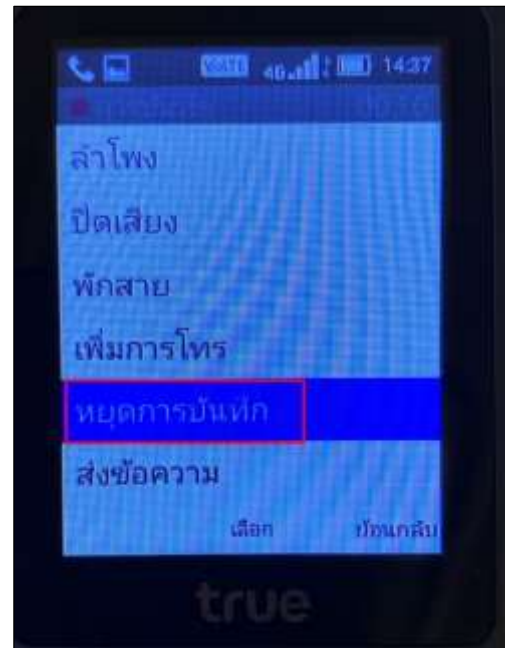 VoLTE 4G 14:37
ลำโพง
ปิดเสียง
พักสาย
เพิ่มการโทร
หยุดการบันทึก
ส่งข้อความ
เลือก ย้อนกลับ
true